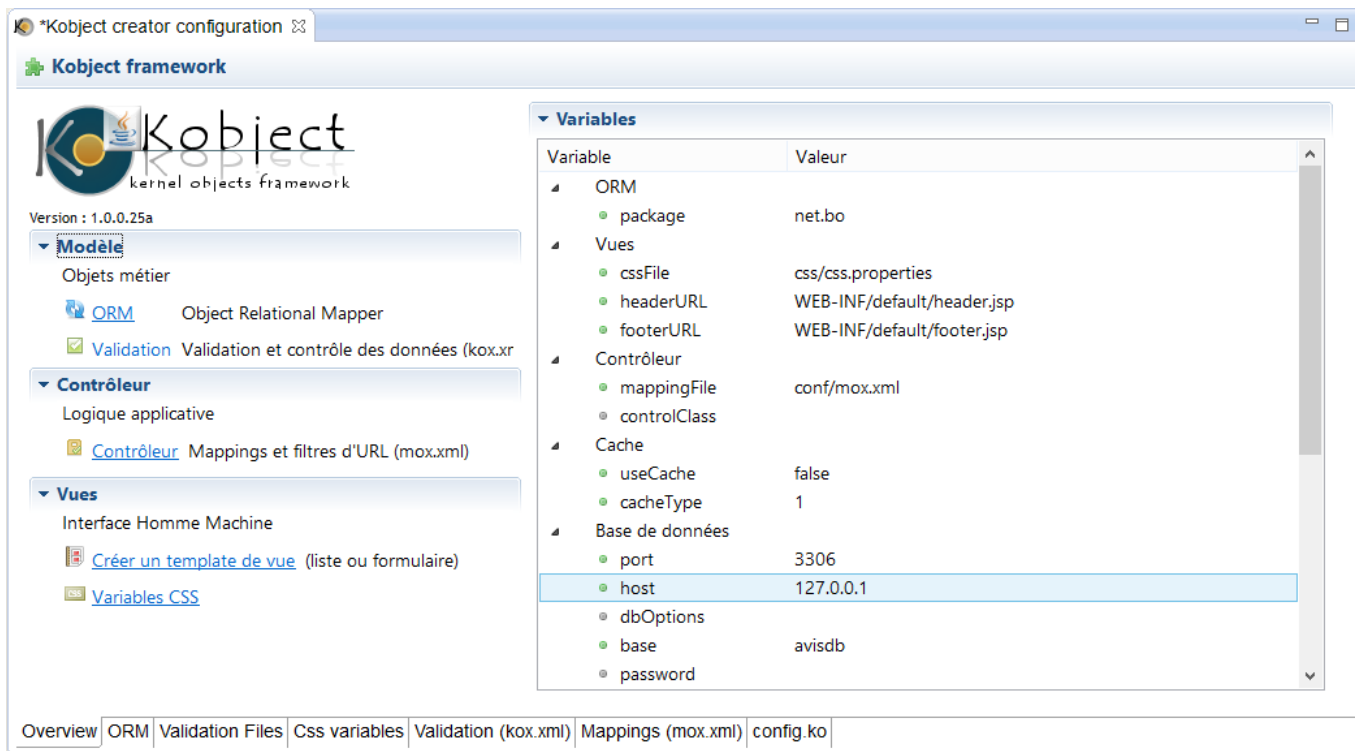 *Kobject creator configuration
Kobject framework
Kobject
kernel objects framework
Version : 1.0.0.25a
Modèle
Objets métier
ORM Object Relational Mapper
Validation Validation et contrôle des données (kox.xr
Contrôleur
Logique applicative
Contrôleur Mappings et filtres d'URL (mox.xml)
Vues
Interface Homme Machine
Créer un template de vue (liste ou formulaire)
CSS Variables CSS
Variables
Variable Valeur
ORM
package net.bo
Vues
cssFile css/css.properties
headerURL WEB-INF/default/header.jsp
footerURL WEB-INF/default/footer.jsp
Contrôleur
mappingFile conf/mox.xml
controlClass
Cache
useCache false
cacheType 1
Base de données
port 3306
host 127.0.0.1
dbOptions
base avisdb
password
Overview ORM Validation Files Css variables Validation (kox.xml) Mappings (mox.xml) config.ko